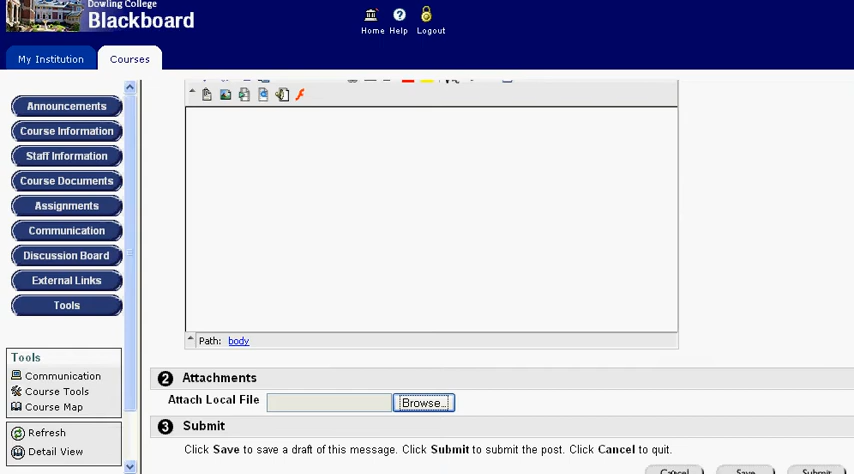 Dowling College
Blackboard
Home Help Logout
My Institution Courses
Announcements
Course Information
Staff Information
Course Documents
Assignments
Communication
Discussion Board
External Links
Tools
Tools
Communication
Course Tools
Course Map
Refresh
Detail View
Path: body
2 Attachments
Attach Local File Browse...
3 Submit
Click Save to save a draft of this message. Click Submit to submit the post. Click Cancel to quit.
Cancel Save Submit